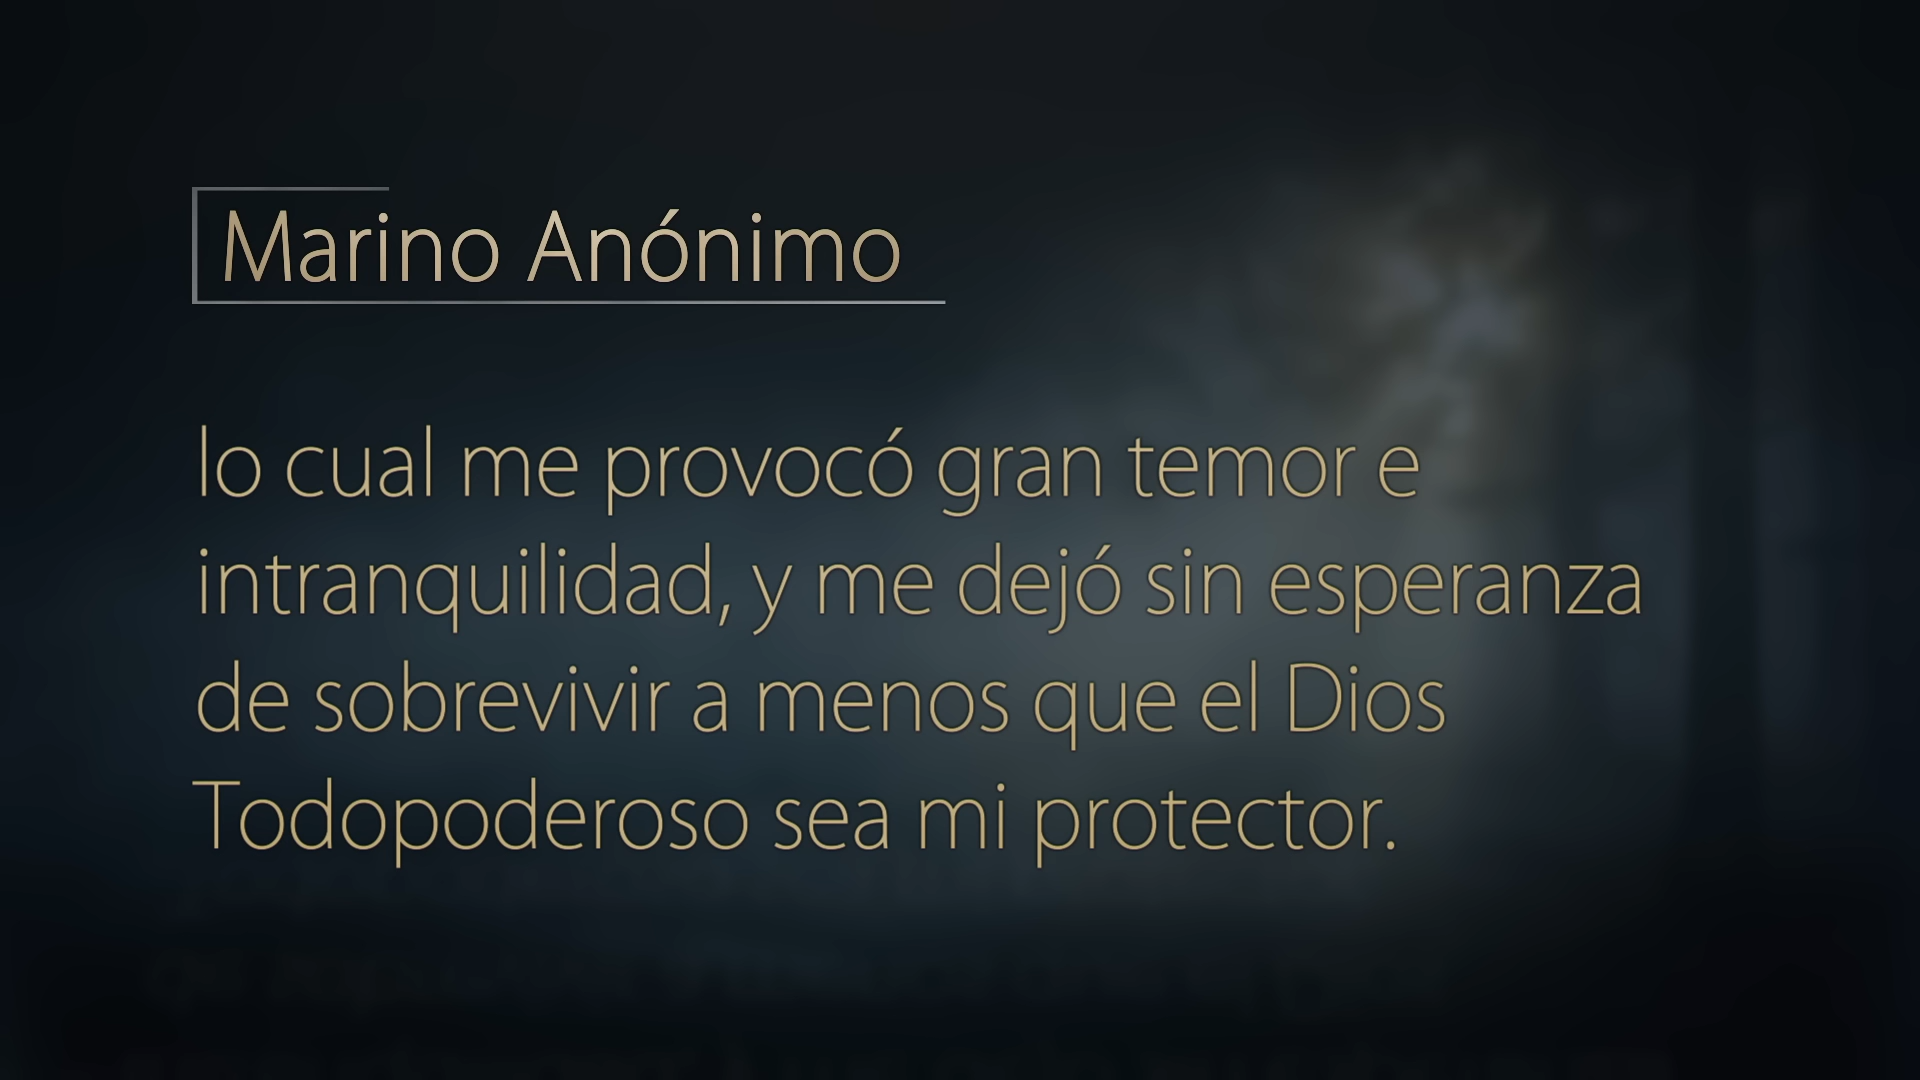 Marino Anónimo
lo cual me provocó gran temor e
intranquilidad, y me dejó sin esperanza
de sobrevivir a menos que el Dios
Todopoderoso sea mi protector.